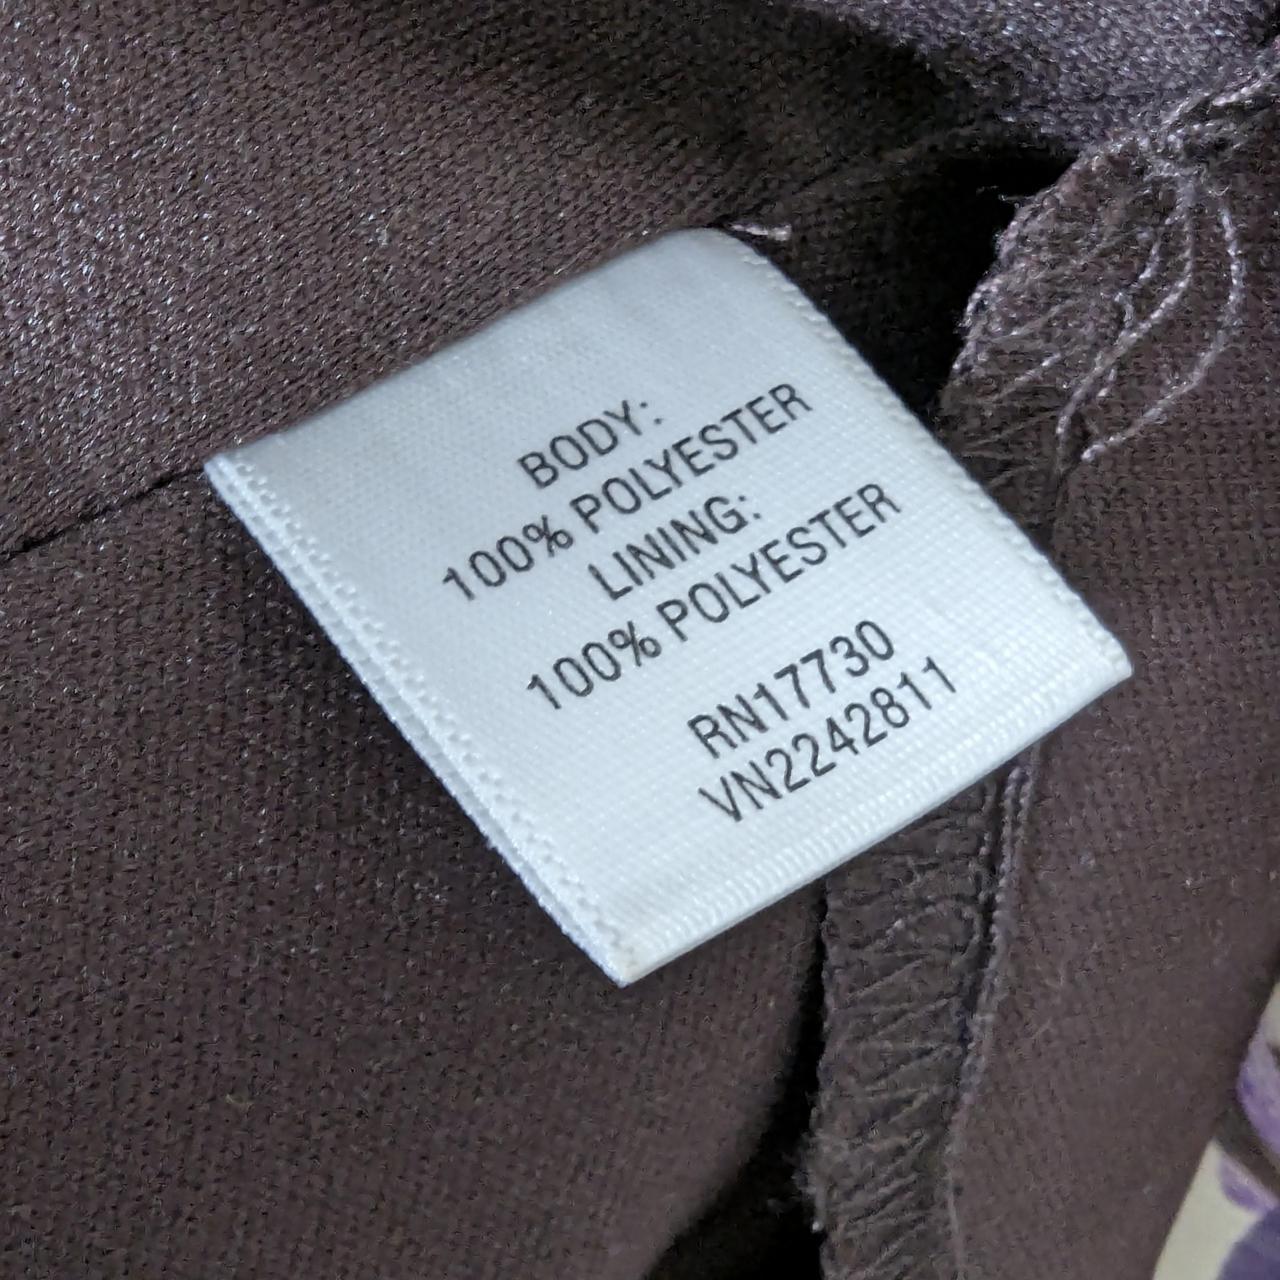 BODY:
100% POLYESTER
LINING:
100% POLYESTER
RN17730
VN2242811